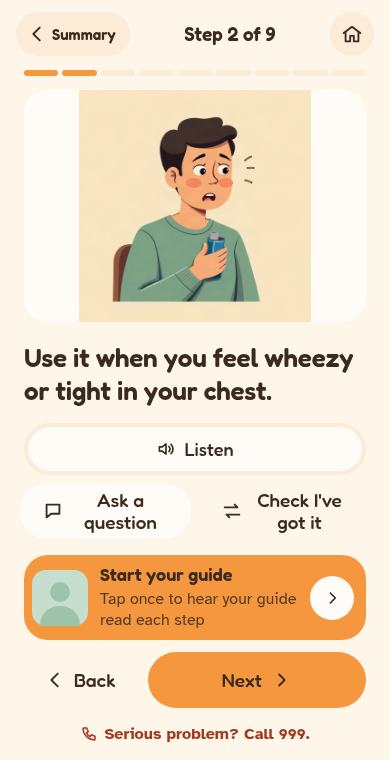 Summary
Step 2 of 9
Use it when you feel wheezy
or tight in your chest.
Listen
Ask a
question
Check I've
got it
Start your guide
Tap once to hear your guide
read each step
Back
Next
Serious problem? Call 999.